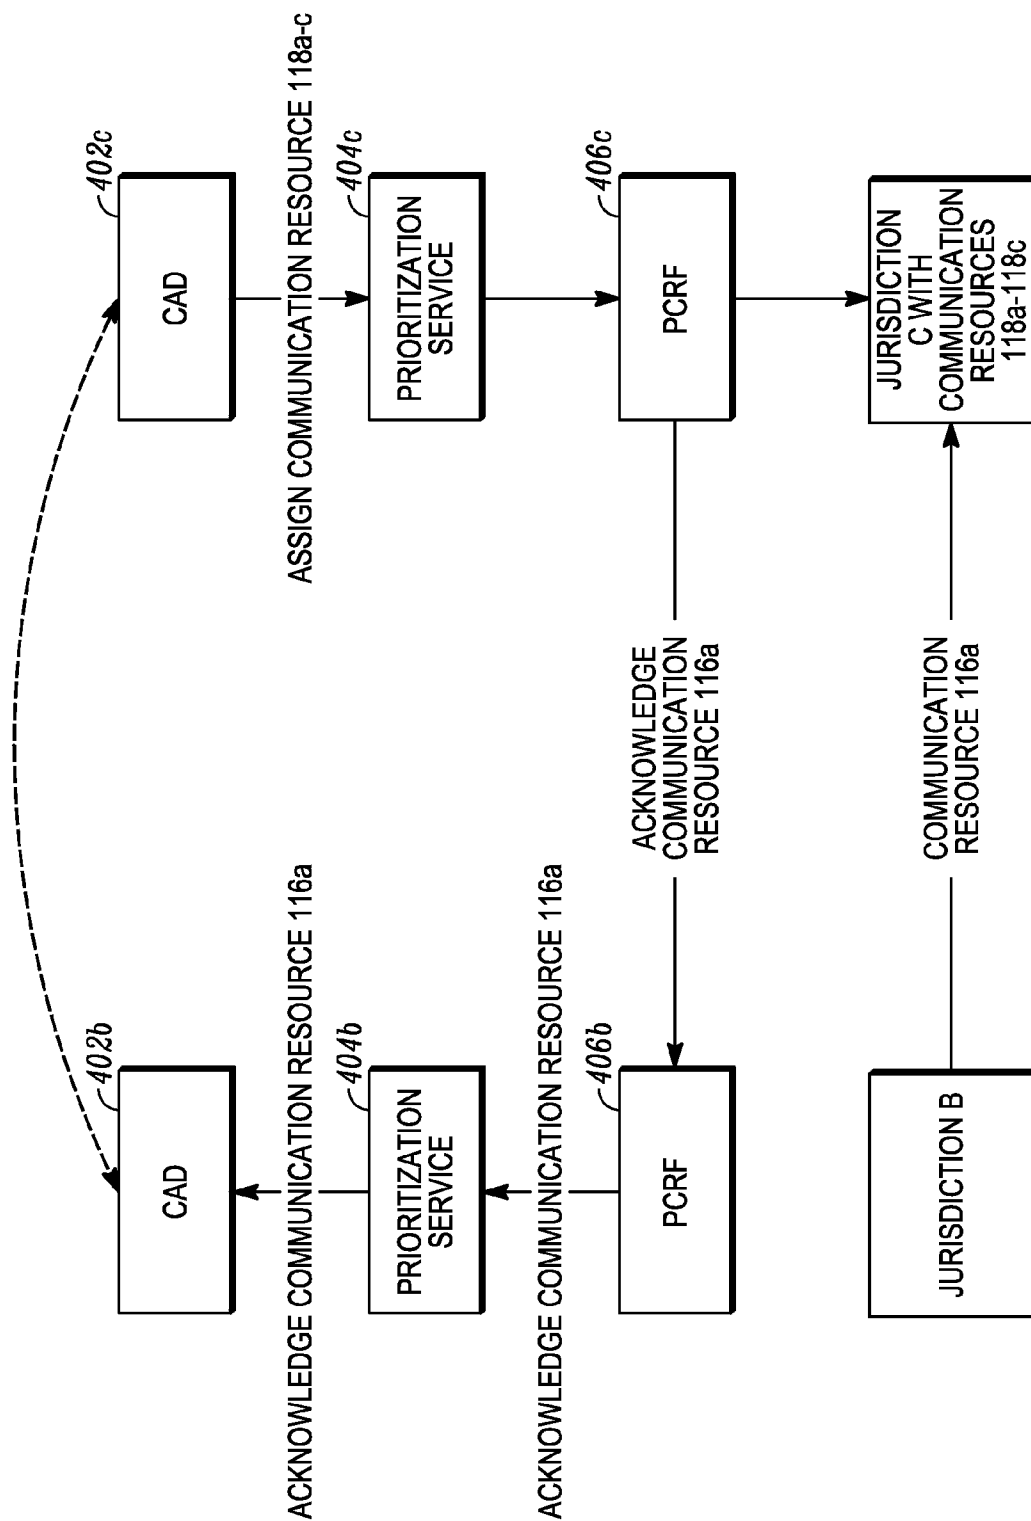 402b
CAD
ACKNOWLEDGE COMMUNICATION RESOURCE 116a
404b
PRIORITIZATION
SERVICE
ACKNOWLEDGE COMMUNICATION RESOURCE 116a
406b
PCRF
JURISDICTION B
ACKNOWLEDGE
COMMUNICATION
RESOURCE 116a
COMMUNICATION
RESOURCE 116a
402c
CAD
ASSIGN COMMUNICATION RESOURCE 118a-c
404c
PRIORITIZATION
SERVICE
406c
PCRF
JURISDICTION
C WITH
COMMUNICATION
RESOURCES
118a-118c